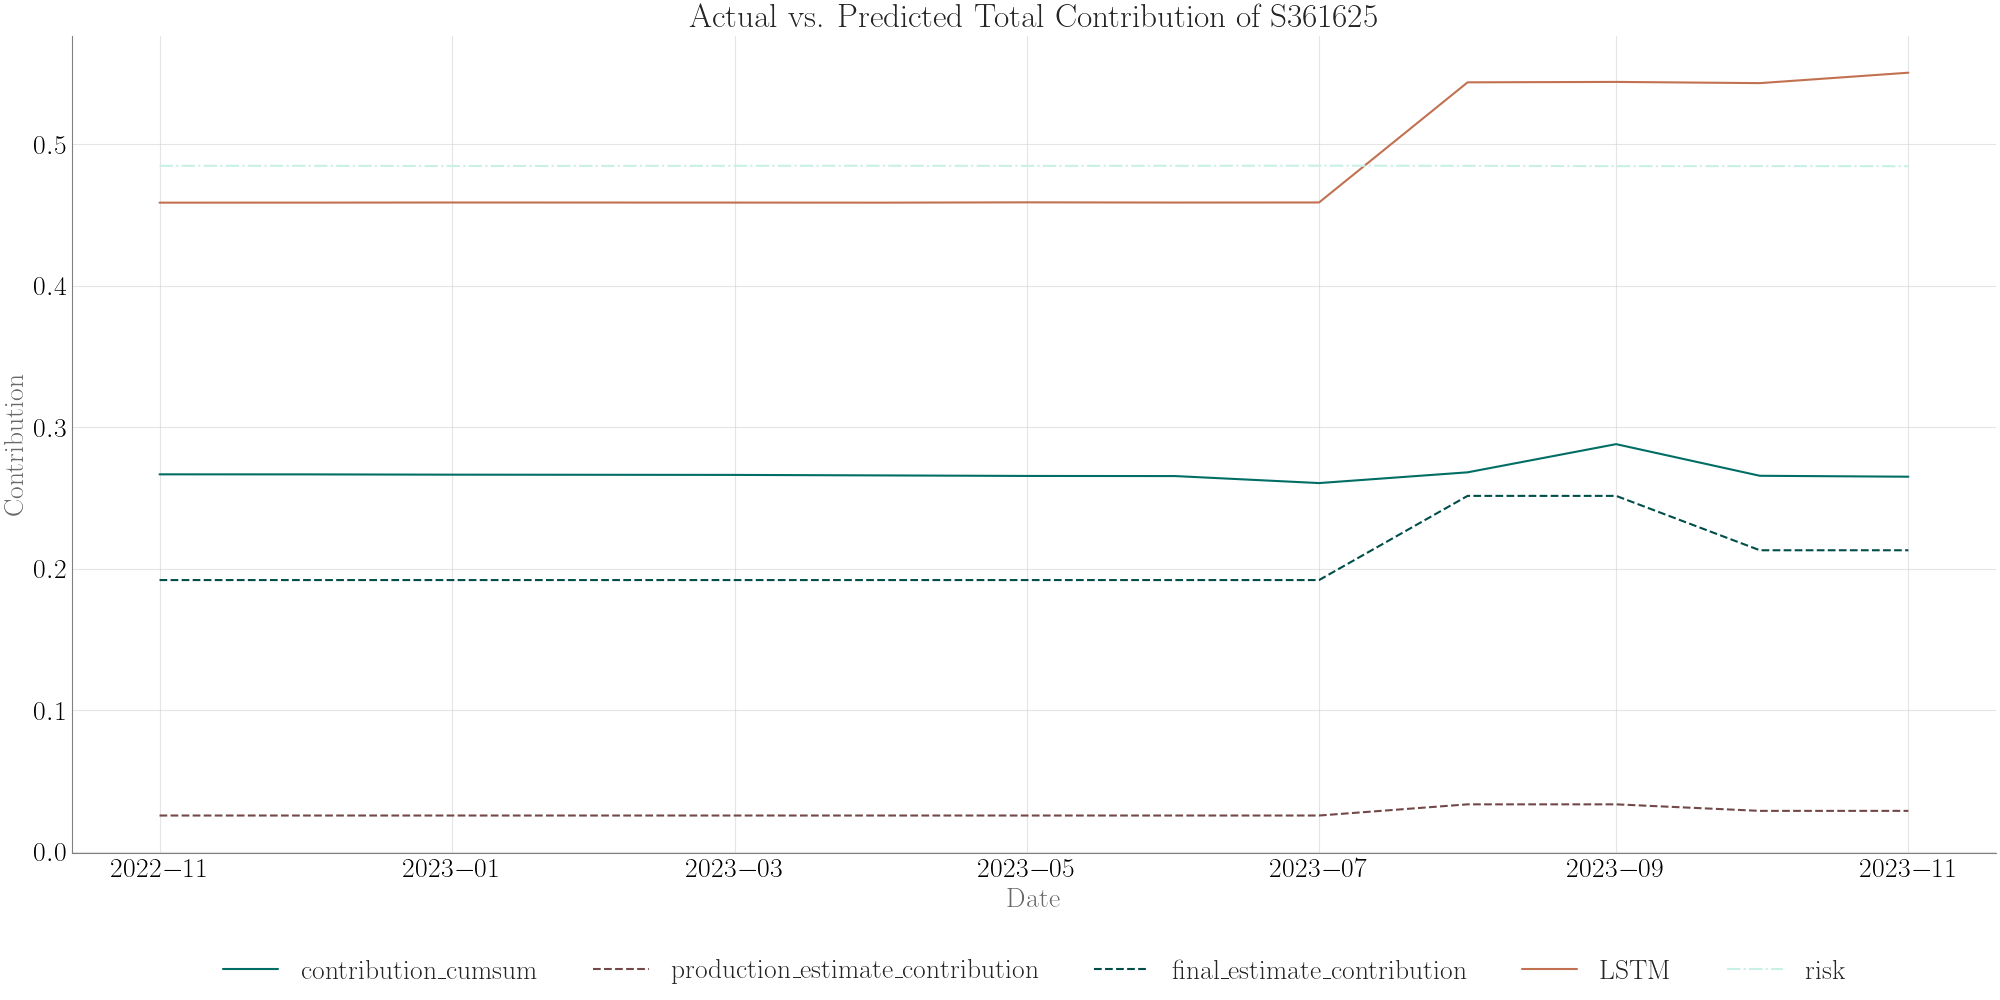 Actual vs. Predicted Total Contribution of S361625
Contribution
0.5
0.4
0.3
0.2
0.1
0.0
2022−11 2023−01 2023−03 2023−05 2023−07 2023−09 2023−11
Date
contribution_cumsum production_estimate_contribution final_estimate_contribution LSTM risk